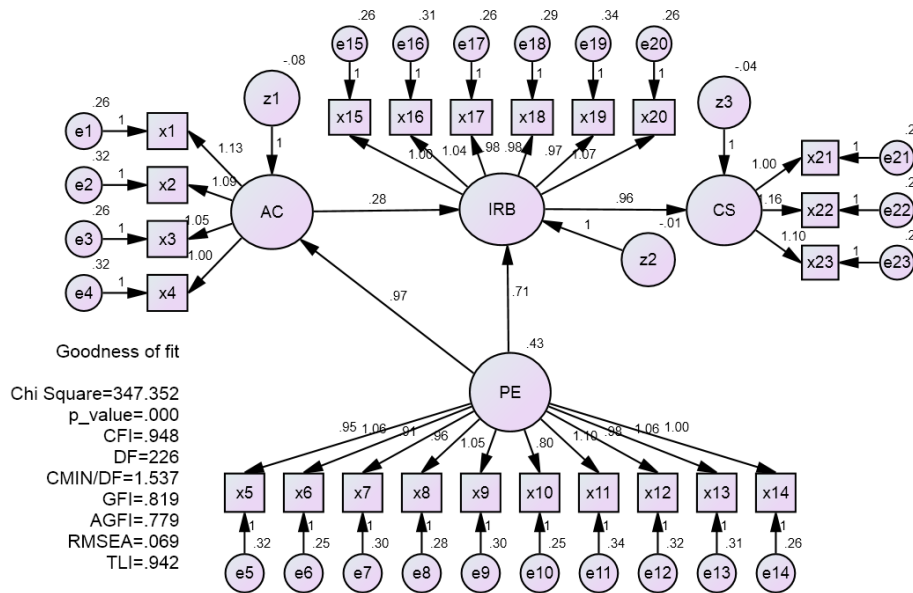 .26 .31 .26 .29 .34 .26
e15 e16 e17 e18 e19 e20
-.08 -.04
1 1 1 1 1 1
z1 z3
.26
x15 x16 x17 x18 x19 x20
e1 1 x1
1 1
1.00 1.04 .98 .98 .97 1.07
1.13
x21 1 e21
1.00
.32
e2 1 x2
1.09
AC .28 IRB .96 CS
1.16 x22 1 e22
.26
e3 1 x3
1.05
1 -.01
z2
1.10 x23 1 e23
.32
e4 1 x4
1.00
.97 .71
Goodness of fit
.43
PE
Chi Square=347.352
p_value=.000
CFI=.948
DF=226
CMIN/DF=1.537
GFI=.819
AGFI=.779
RMSEA=.069
TLI=.942
.95 1.06 .91 .96 1.05 .80 1.10 .98 1.06 1.00
x5 x6 x7 x8 x9 x10 x11 x12 x13 x14
1 1 1 1 1 1 1 1 1 1
.32 .25 .30 .28 .30 .25 .34 .32 .31 .26
e5 e6 e7 e8 e9 e10 e11 e12 e13 e14